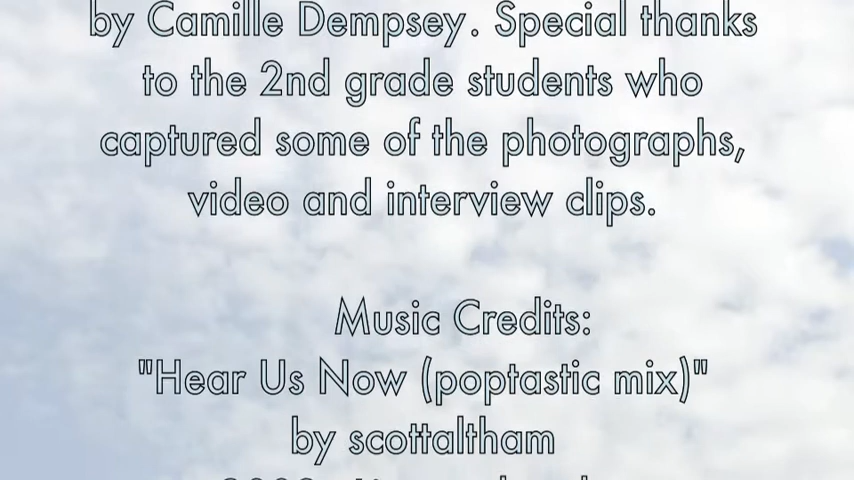 by Camille Dempsey. Special thanks
to the 2nd grade students who
captured some of the photographs,
video and interview clips.
Music Credits:
"Hear Us Now (poptastic mix)"
by scottaltham